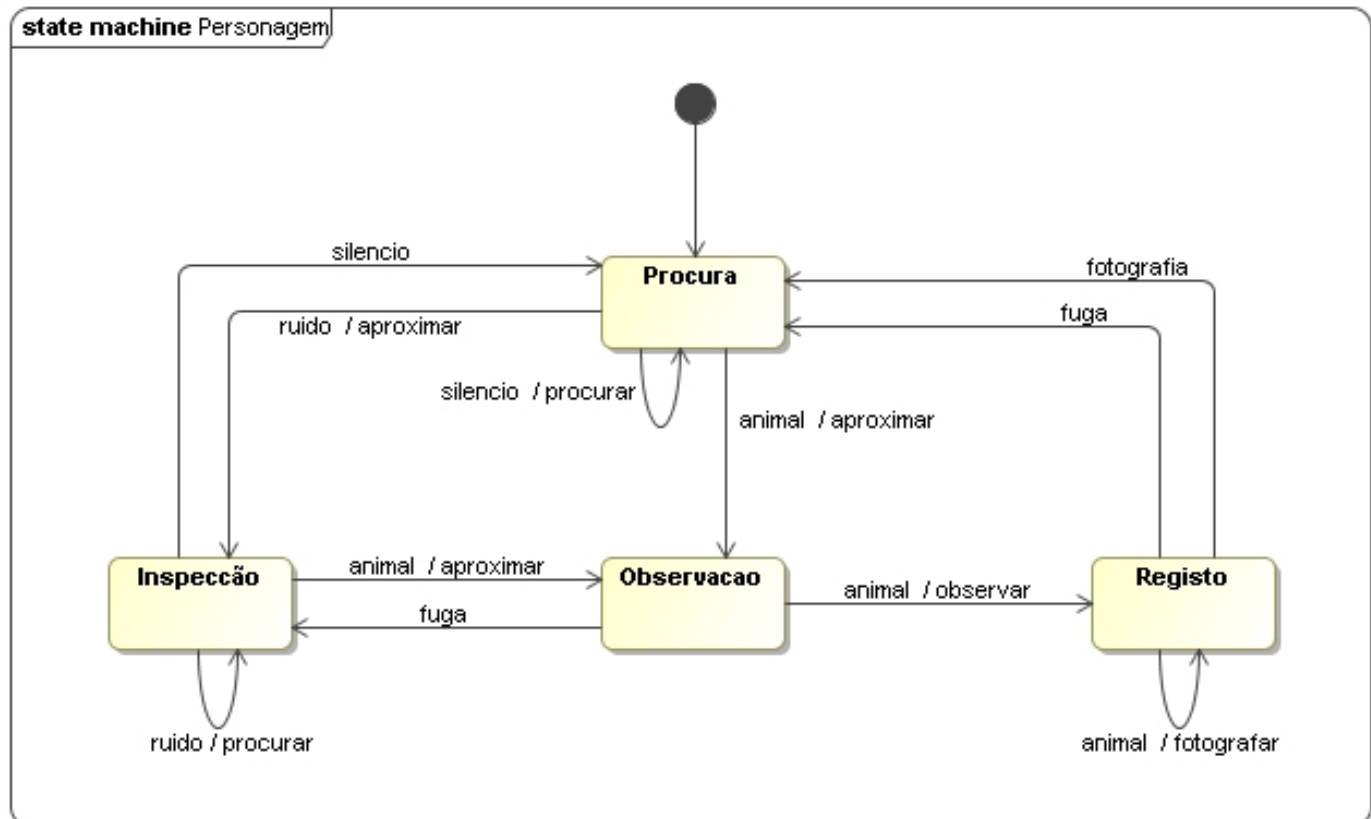 state machine Personagem
silencio
Procura
fotografia
ruido / aproximar
fuga
silencio / procurar
animal / aproximar
Inspeccão
animal / aproximar
Observacao
animal / observar
Registo
fuga
ruido / procurar
animal / fotografar